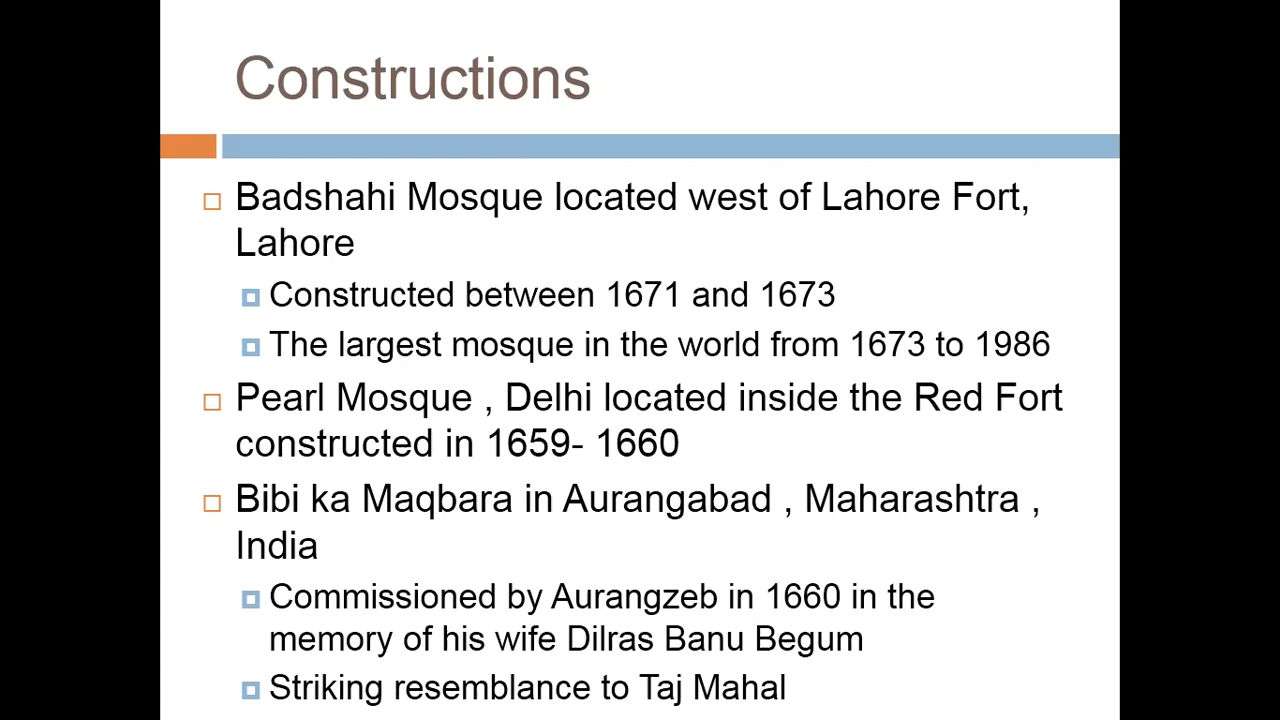 Constructions
Badshahi Mosque located west of Lahore Fort,
Lahore
Constructed between 1671 and 1673
The largest mosque in the world from 1673 to 1986
Pearl Mosque , Delhi located inside the Red Fort
constructed in 1659- 1660
Bibi ka Maqbara in Aurangabad , Maharashtra ,
India
Commissioned by Aurangzeb in 1660 in the
memory of his wife Dilras Banu Begum
Striking resemblance to Taj Mahal